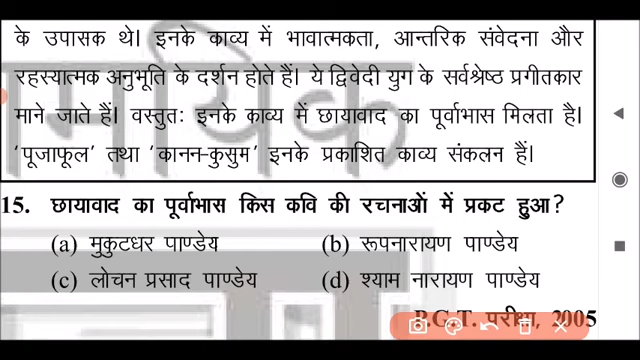 के उपासक थे। इनके काव्य में भावात्मकता, आन्तरिक संवेदना और
रहस्यात्मक अनुभूति के दर्शन होते हैं। ये द्विवेदी युग के सर्वश्रेष्ठ प्रगीतकार
माने जाते हैं। वस्तुतः इनके काव्य में छायावाद का पूर्वाभास मिलता है।
‘पूजाफूल’ तथा ‘कानन-कुसुम’ इनके प्रकाशित काव्य संकलन हैं।
15. छायावाद का पूर्वाभास किस कवि की रचनाओं में प्रकट हुआ?
(a) मुकुटधर पाण्डेय (b) रूपनारायण पाण्डेय
(c) लोचन प्रसाद पाण्डेय (d) श्याम नारायण पाण्डेय
P.G.T. परीक्षा, 2005